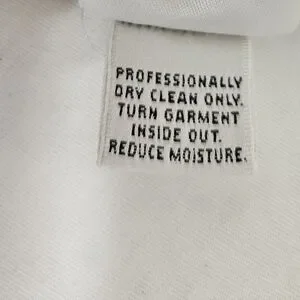 PROFESSIONALLY
DRY CLEAN ONLY.
TURN GARMENT
INSIDE OUT.
REDUCE MOISTURE.